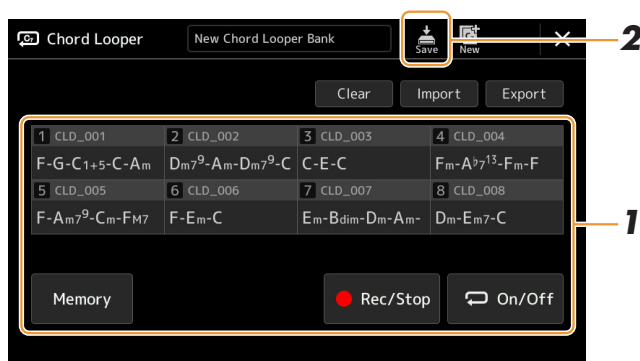 Chord Looper New Chord Looper Bank Save New × 2
Clear Import Export
1 CLD_001 2 CLD_002 3 CLD_003 4 CLD_004
F-G-C1+5-C-Am Dm7⁹-Am-Dm7⁹-C C-E-C Fm-A♭7¹³-Fm-F
5 CLD_005 6 CLD_006 7 CLD_007 8 CLD_008
F-Am7⁹-Cm-FM7 F-Em-C Em-Bdim-Dm-Am- Dm-Em7-C
1
Memory Rec/Stop On/Off